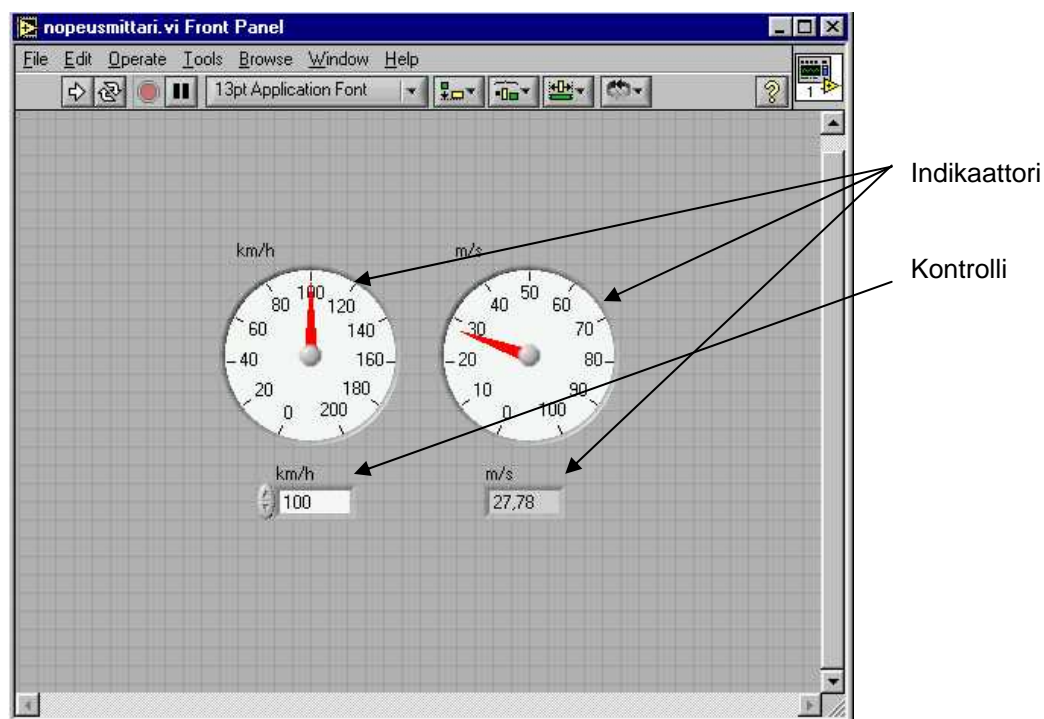 nopeusmittari.vi Front Panel
File Edit Operate Tools Browse Window Help
13pt Application Font
1
Indikaattori
Kontrolli
km/h
0 20 40 60 80 100 120 140 160 180 200
m/s
0 10 20 30 40 50 60 70 80 90 100
km/h
100
m/s
27,78